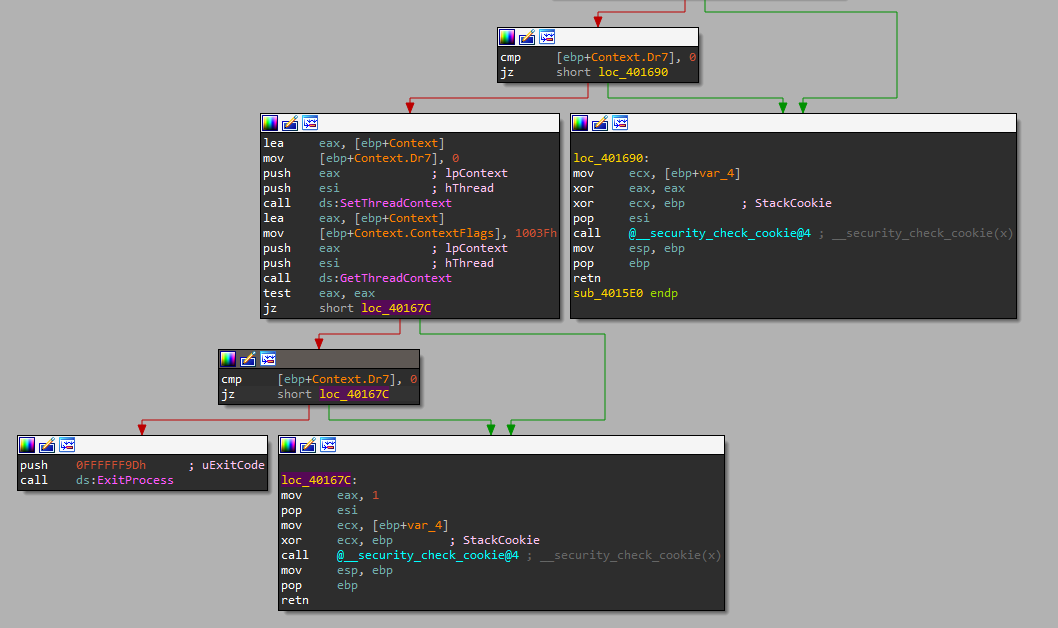 cmp [ebp+Context.Dr7], 0
jz short loc_401690
lea eax, [ebp+Context]
mov [ebp+Context.Dr7], 0
push eax ; lpContext
push esi ; hThread
call ds:SetThreadContext
lea eax, [ebp+Context]
mov [ebp+Context.ContextFlags], 1003Fh
push eax ; lpContext
push esi ; hThread
call ds:GetThreadContext
test eax, eax
jz short loc_40167C
loc_401690:
mov ecx, [ebp+var_4]
xor eax, eax
xor ecx, ebp ; StackCookie
pop esi
call @__security_check_cookie@4 ; __security_check_cookie(x)
mov esp, ebp
pop ebp
retn
sub_4015E0 endp
cmp [ebp+Context.Dr7], 0
jz short loc_40167C
push 0FFFFFF9Dh ; uExitCode
call ds:ExitProcess
loc_40167C:
mov eax, 1
pop esi
mov ecx, [ebp+var_4]
xor ecx, ebp ; StackCookie
call @__security_check_cookie@4 ; __security_check_cookie(x)
mov esp, ebp
pop ebp
retn